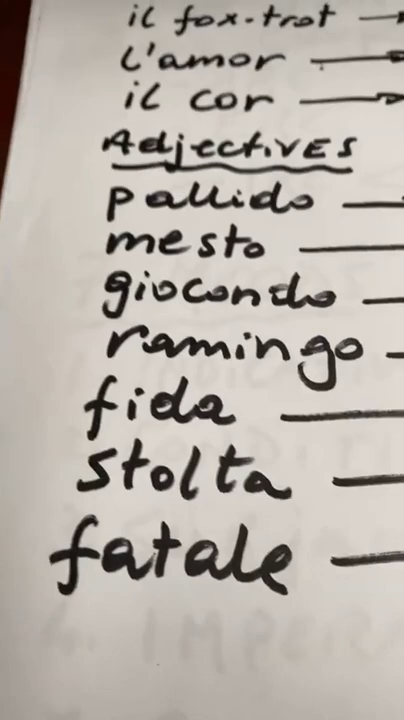 il fox-trot →
l'amor →
il cor →
AdjectivES
pallido —
mesto —
giocondo —
ramingo -
fida —
stolta —
fatale —